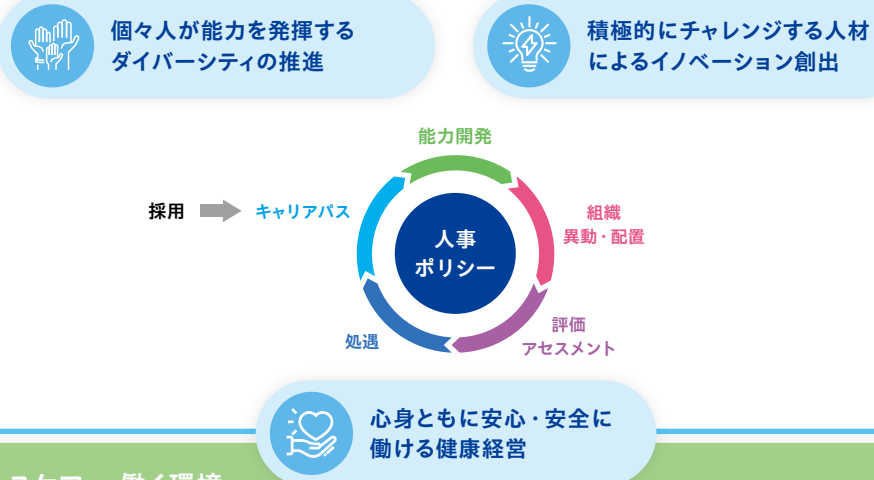 個々人が能力を発揮する
ダイバーシティの推進
積極的にチャレンジする人材
によるイノベーション創出
能力開発
採用
キャリアパス
組織
異動・配置
人事
ポリシー
処遇
評価
アセスメント
心身ともに安心・安全に
働ける健康経営
働く環境